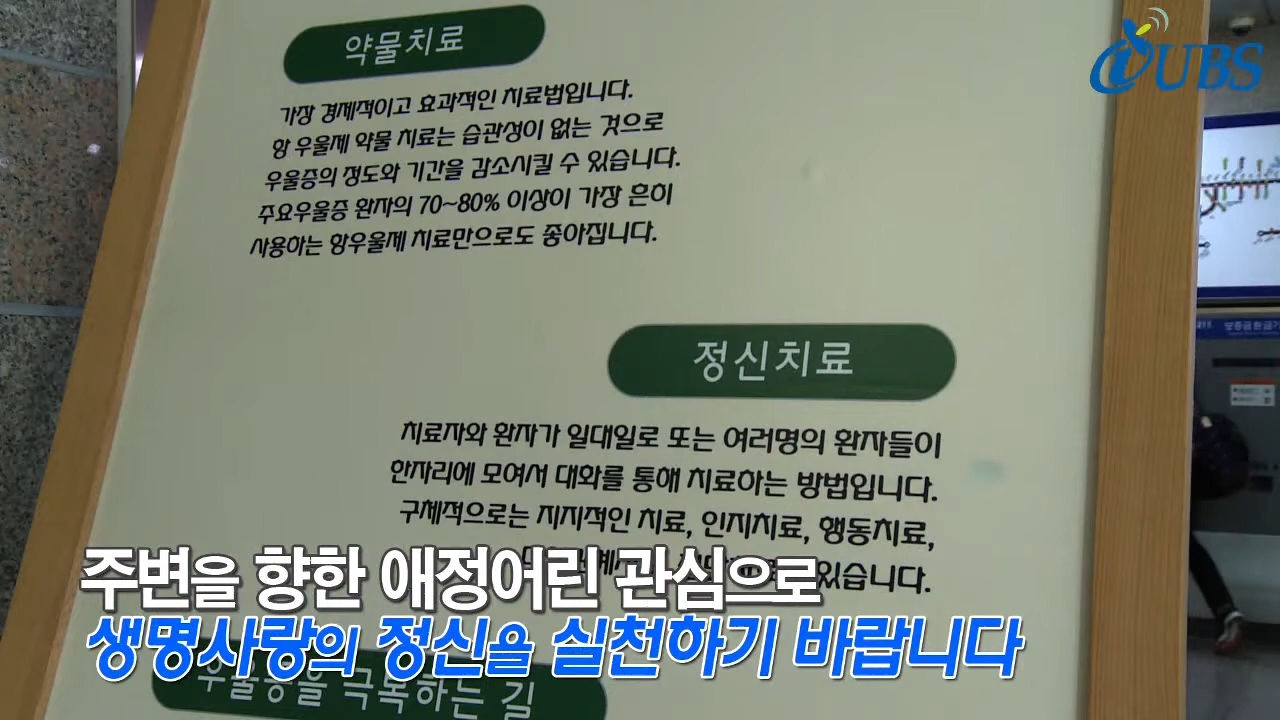 약물치료
가장 경제적이고 효과적인 치료법입니다.
항 우울제 약물 치료는 습관성이 없는 것으로
우울증의 정도와 기간을 감소시킬 수 있습니다.
주요우울증 환자의 70~80% 이상이 가장 흔히
사용하는 항우울제 치료만으로도 좋아집니다.
정신치료
치료자와 환자가 일대일로 또는 여러명의 환자들이
한자리에 모여서 대화를 통해 치료하는 방법입니다.
구체적으로는 지지적인 치료, 인지치료, 행동치료,
있습니다.
주변을 향한 애정어린 관심으로
생명사랑의 정신을 실천하기 바랍니다
우울증을 극복하는 길
UBS